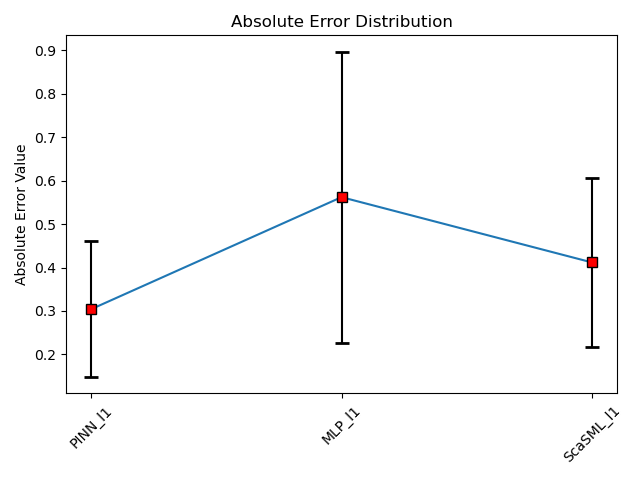 Absolute Error Distribution
Absolute Error Value
0.9
0.8
0.7
0.6
0.5
0.4
0.3
0.2
PINN_l1
MLP_l1
ScaSML_l1